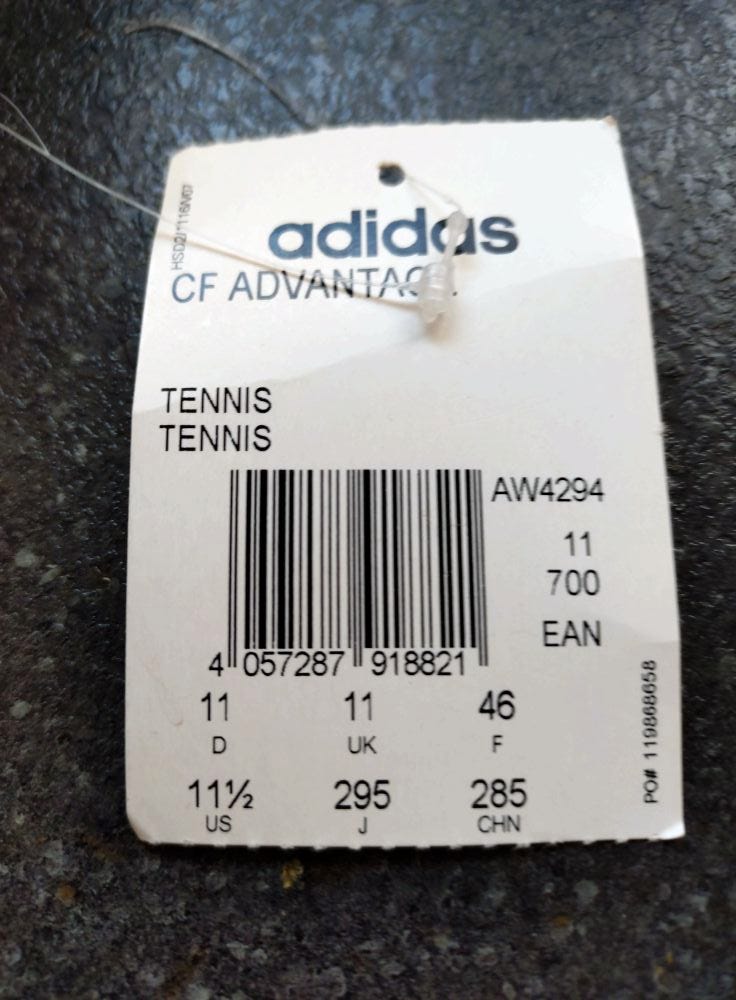 adidas
CF
TENNIS
TENNIS
AW4294
11
700
EAN
4 057287 918821
11 11 46
D UK F
11½ 295 285
US J CHN
PO# 119868658